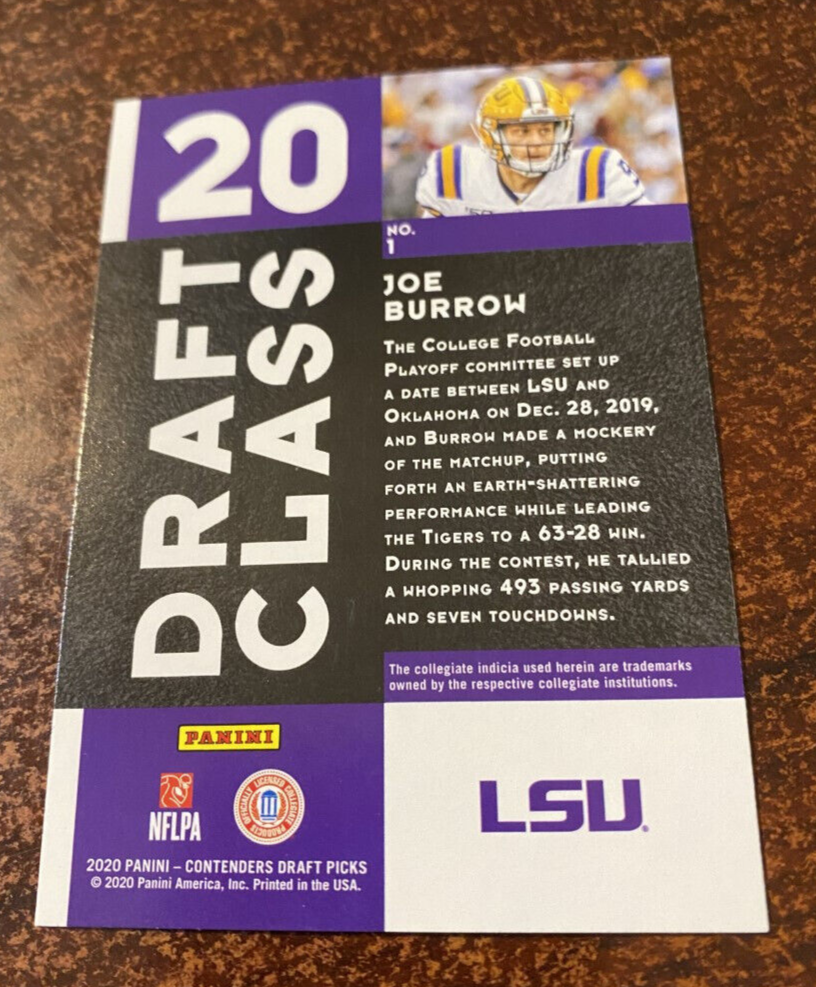 20
DRAFT
CLASS
NO.
1
JOE
BURROW
THE COLLEGE FOOTBALL
PLAYOFF COMMITTEE SET UP
A DATE BETWEEN LSU AND
OKLAHOMA ON DEC. 28, 2019,
AND BURROW MADE A MOCKERY
OF THE MATCHUP, PUTTING
FORTH AN EARTH-SHATTERING
PERFORMANCE WHILE LEADING
THE TIGERS TO A 63-28 WIN.
DURING THE CONTEST, HE TALLIED
A WHOPPING 493 PASSING YARDS
AND SEVEN TOUCHDOWNS.
The collegiate indicia used herein are trademarks
owned by the respective collegiate institutions.
PANINI
NFLPA
OFFICIALLY LICENSED COLLEGIATE PRODUCTS
2020 PANINI – CONTENDERS DRAFT PICKS
© 2020 Panini America, Inc. Printed in the USA.
LSU